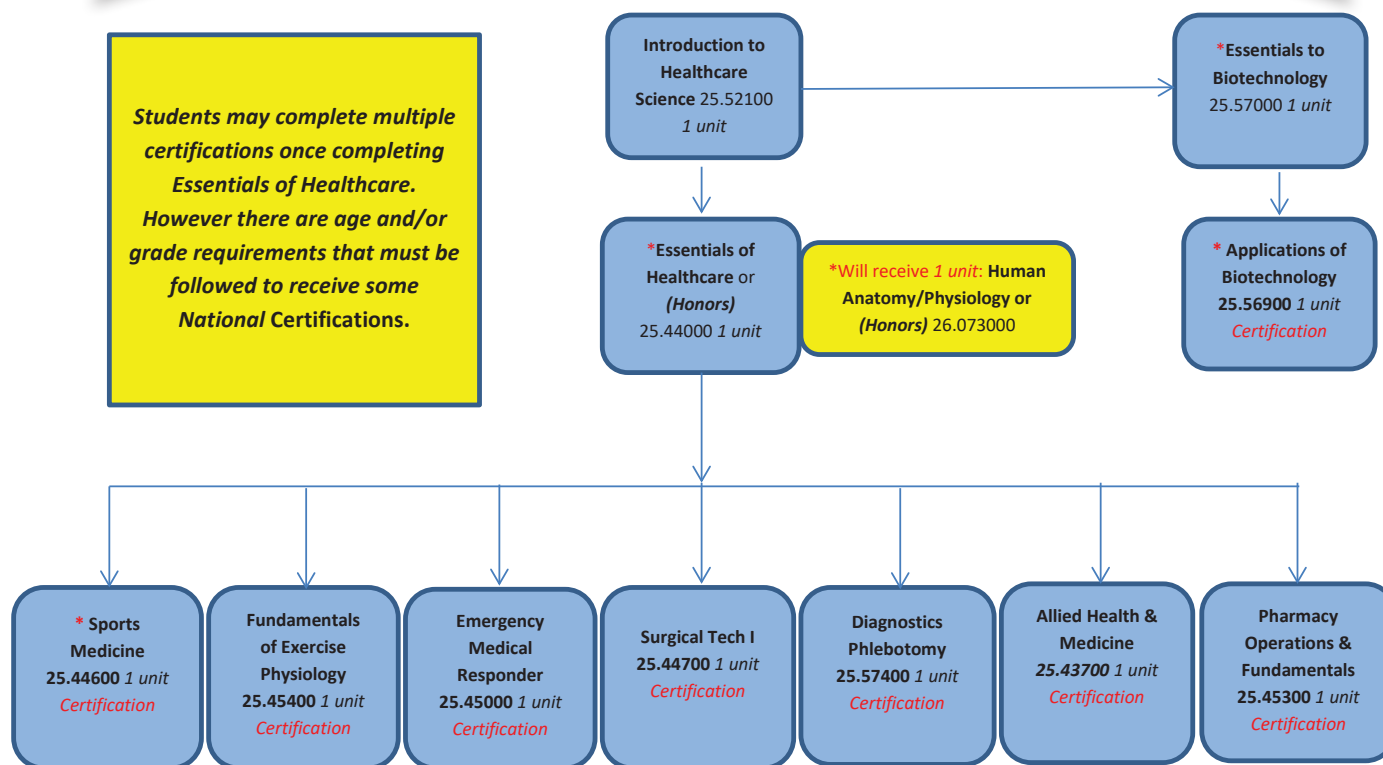 Students may complete multiple
certifications once completing
Essentials of Healthcare.
However there are age and/or
grade requirements that must be
followed to receive some
National Certifications.
Introduction to
Healthcare
Science 25.52100
1 unit
*Essentials to
Biotechnology
25.57000 1 unit
*Essentials of
Healthcare or
(Honors)
25.44000 1 unit
*Will receive 1 unit: Human
Anatomy/Physiology or
(Honors) 26.073000
* Applications of
Biotechnology
25.56900 1 unit
Certification
* Sports
Medicine
25.44600 1 unit
Certification
Fundamentals
of Exercise
Physiology
25.45400 1 unit
Certification
Emergency
Medical
Responder
25.45000 1 unit
Certification
Surgical Tech I
25.44700 1 unit
Certification
Diagnostics
Phlebotomy
25.57400 1 unit
Certification
Allied Health &
Medicine
25.43700 1 unit
Certification
Pharmacy
Operations &
Fundamentals
25.45300 1 unit
Certification